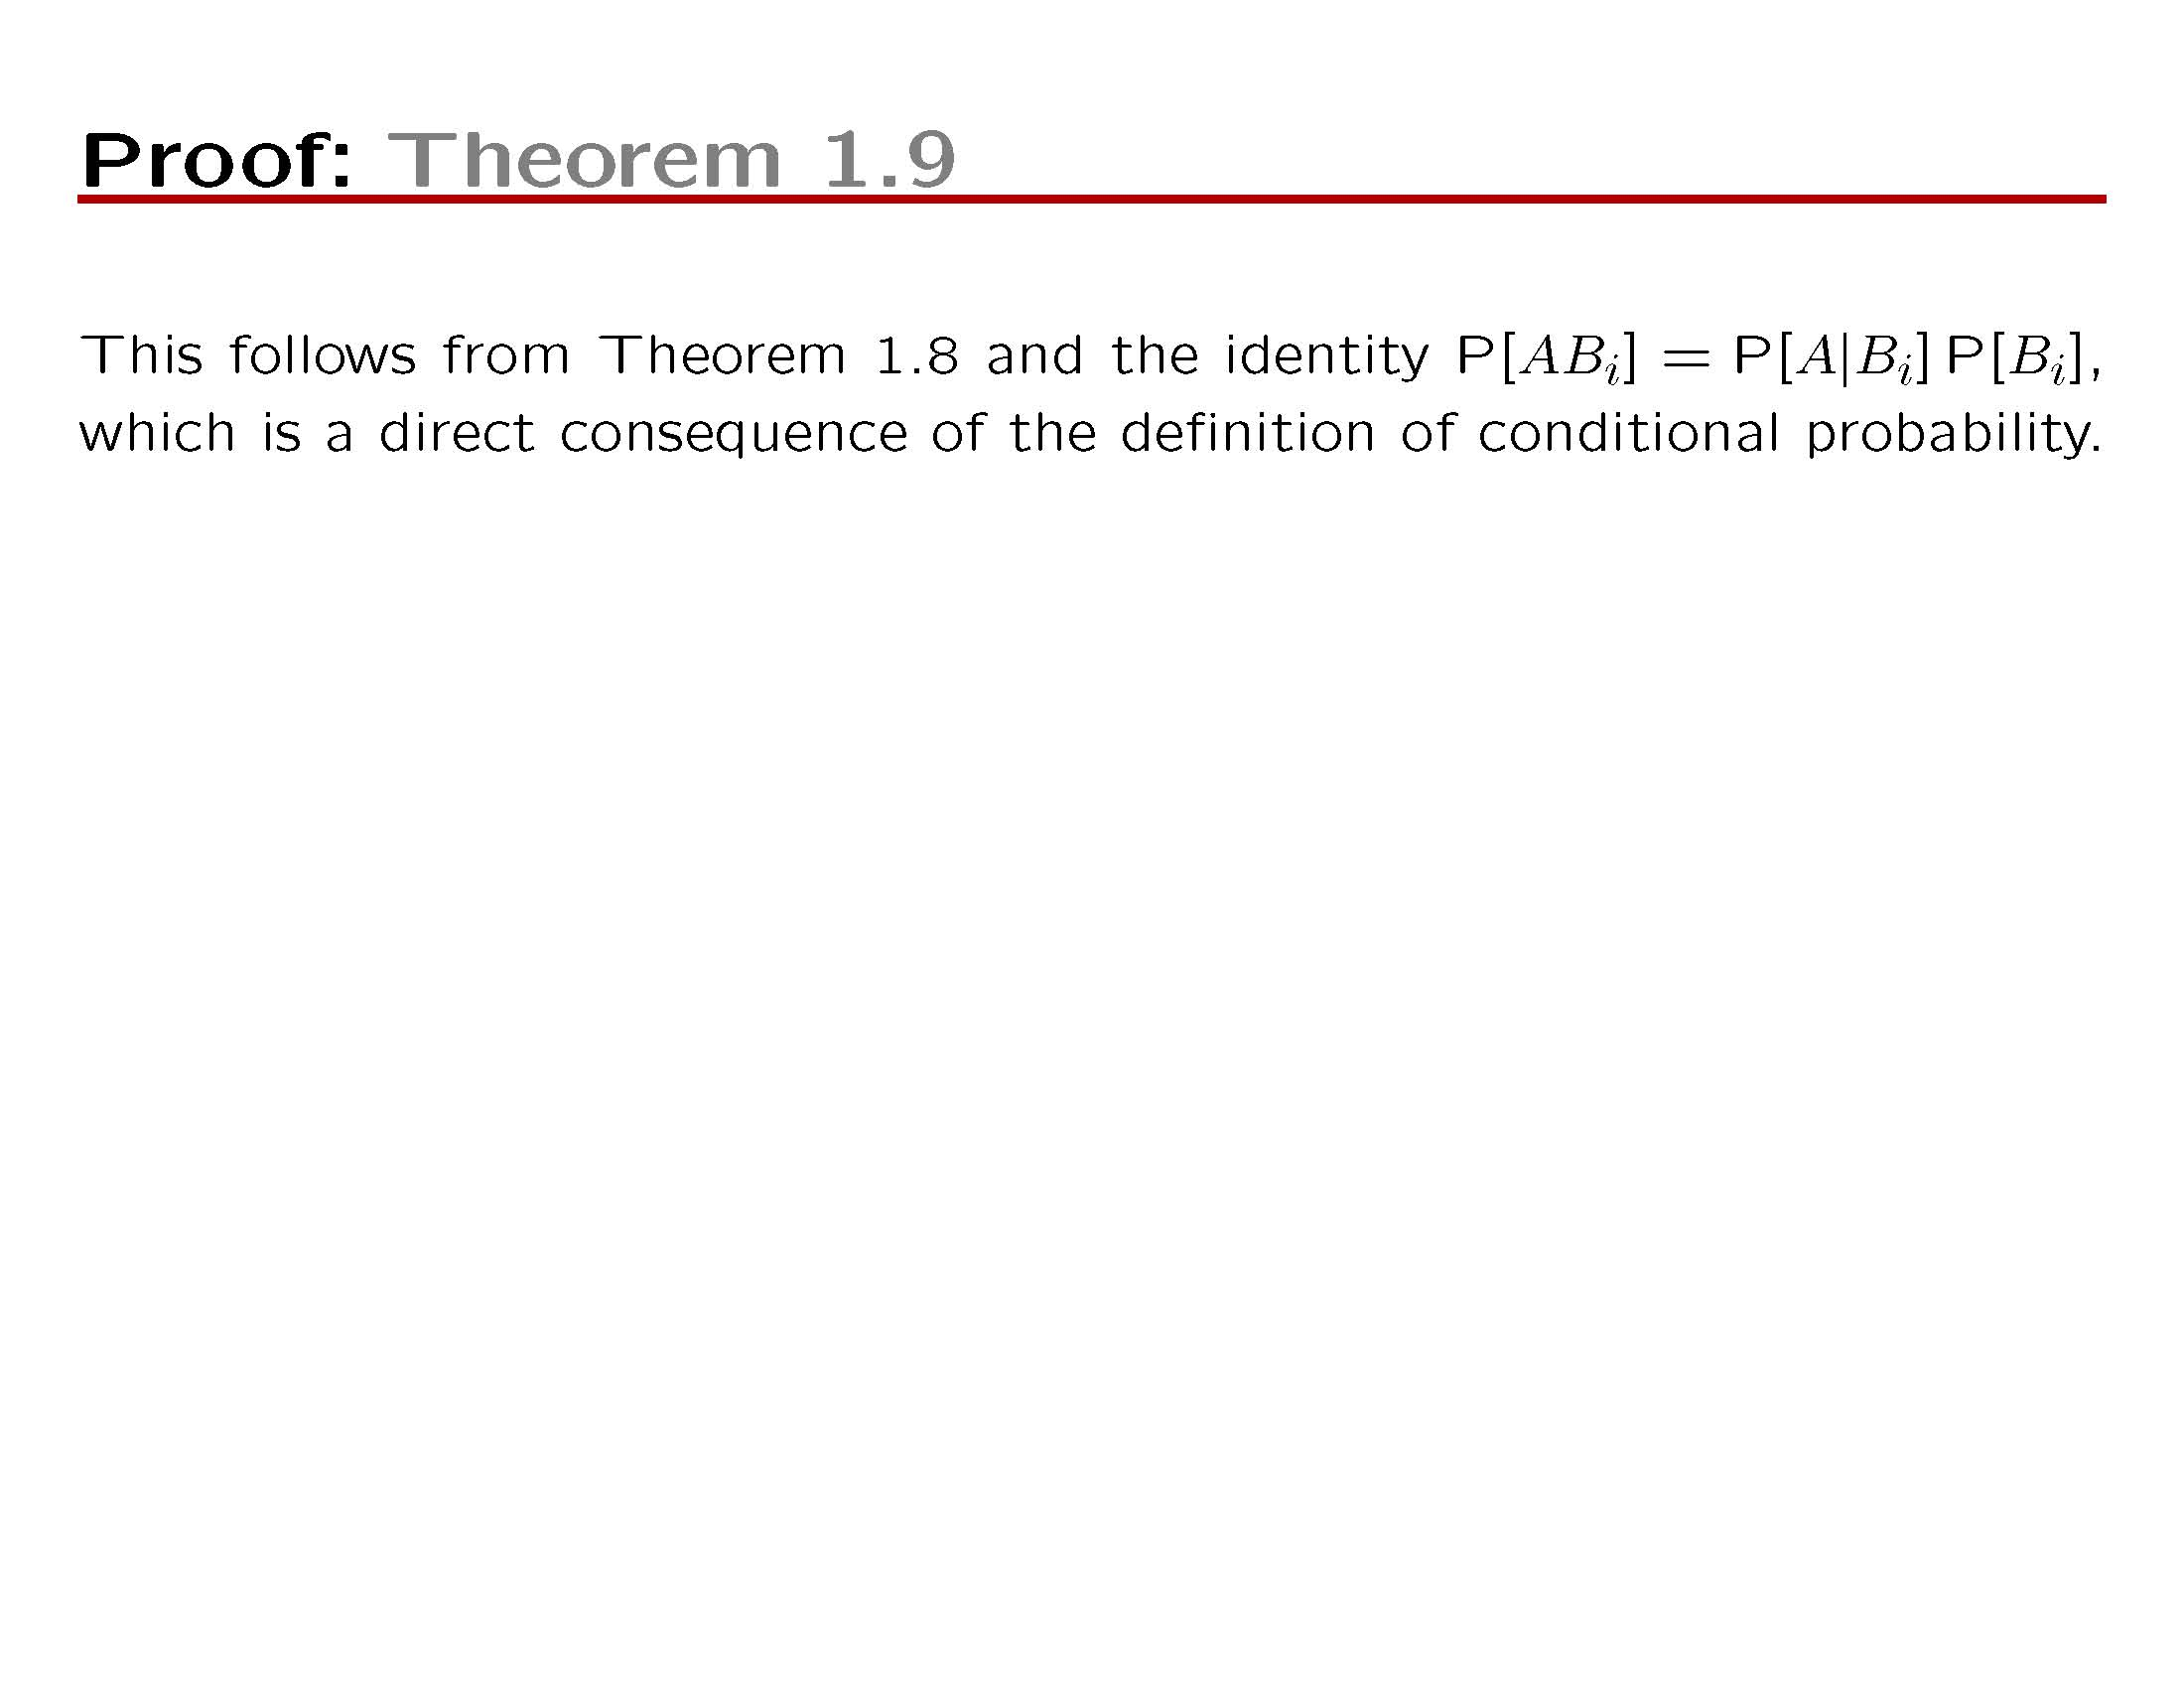 Proof: Theorem 1.9
This follows from Theorem 1.8 and the identity P[AB_i] = P[A|B_i] P[B_i],
which is a direct consequence of the definition of conditional probability.